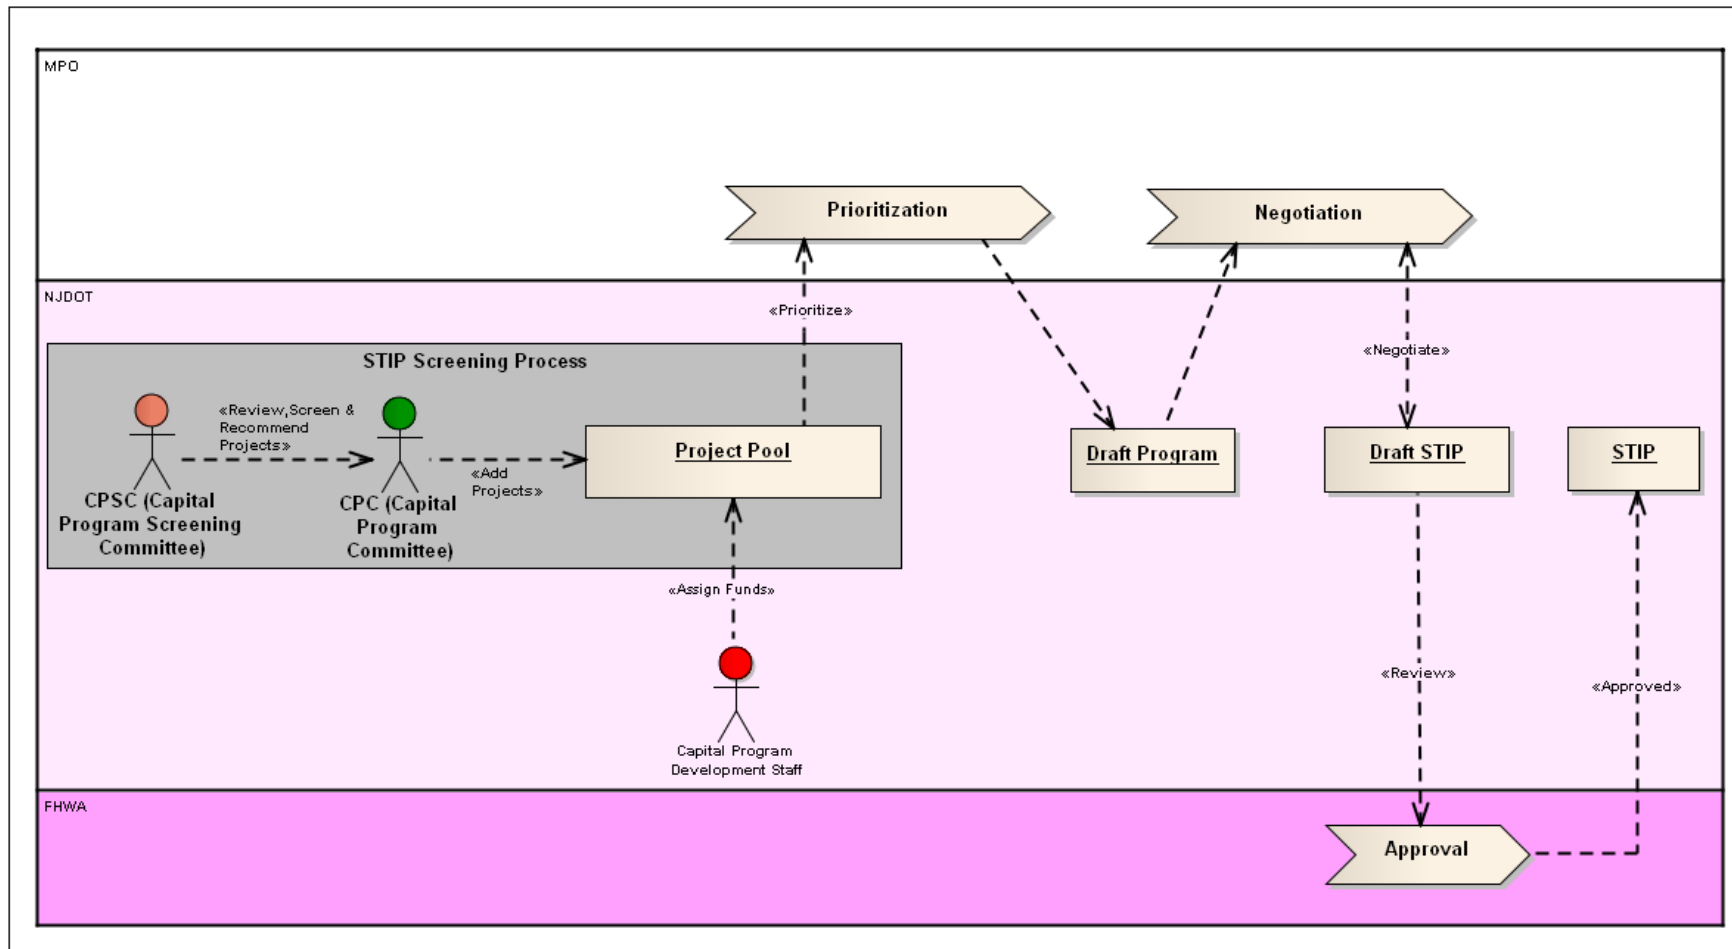 MPO
Prioritization
Negotiation
NJDOT
«Prioritize»
«Negotiate»
STIP Screening Process
«Review,Screen &
Recommend
Projects»
«Add
Projects»
CPSC (Capital
Program Screening
Committee)
CPC (Capital
Program
Committee)
Project Pool
Draft Program
Draft STIP
STIP
«Assign Funds»
Capital Program
Development Staff
«Review»
«Approved»
FHWA
Approval